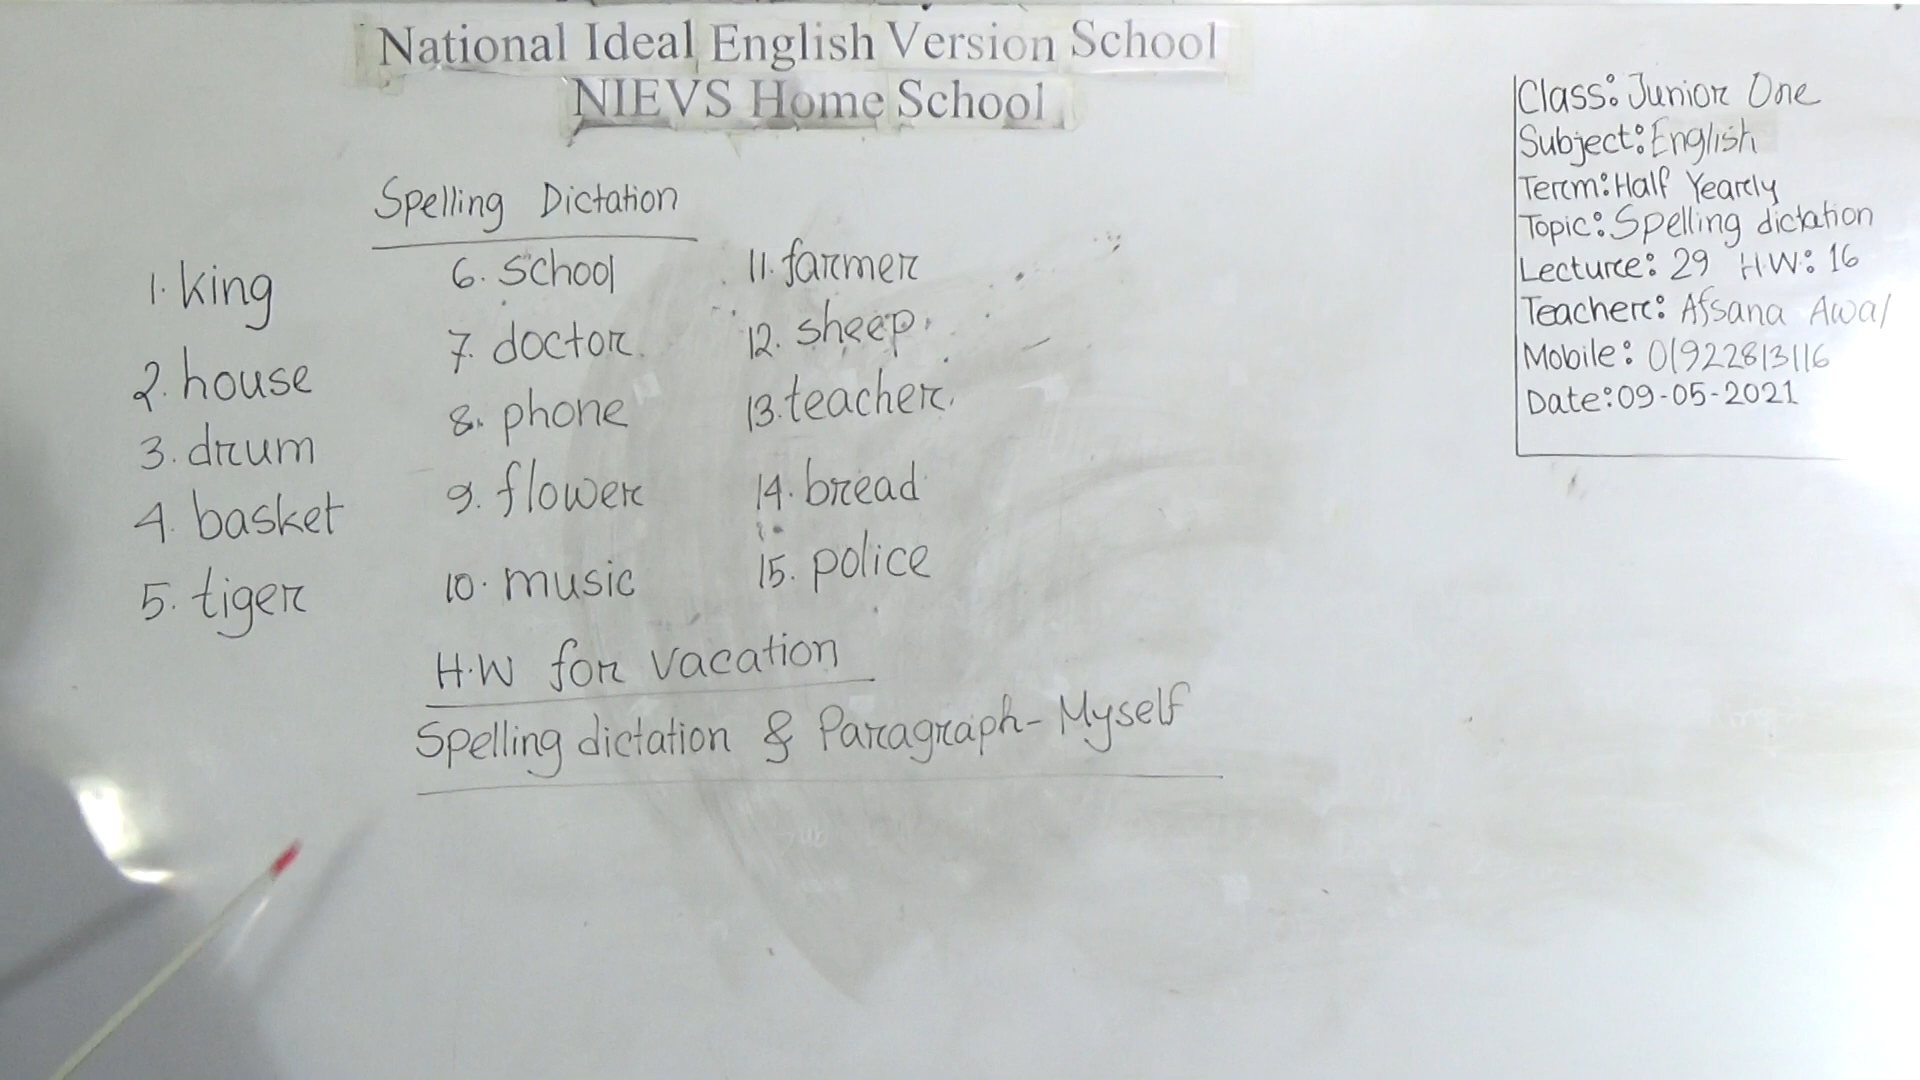 National Ideal English Version School
NIEVS Home School
Class: Junior One
Subject: English
Term: Half Yearly
Topic: Spelling dictation
Lecture: 29 H.W: 16
Teacher: Afsana Awal
Mobile: 01922813116
Date: 09-05-2021
Spelling Dictation
1. king
2. house
3. drum
4. basket
5. tiger
6. school
7. doctor
8. phone
9. flower
10. music
11. farmer
12. sheep
13. teacher
14. bread
15. police
H.W for vacation
Spelling dictation & Paragraph-Myself